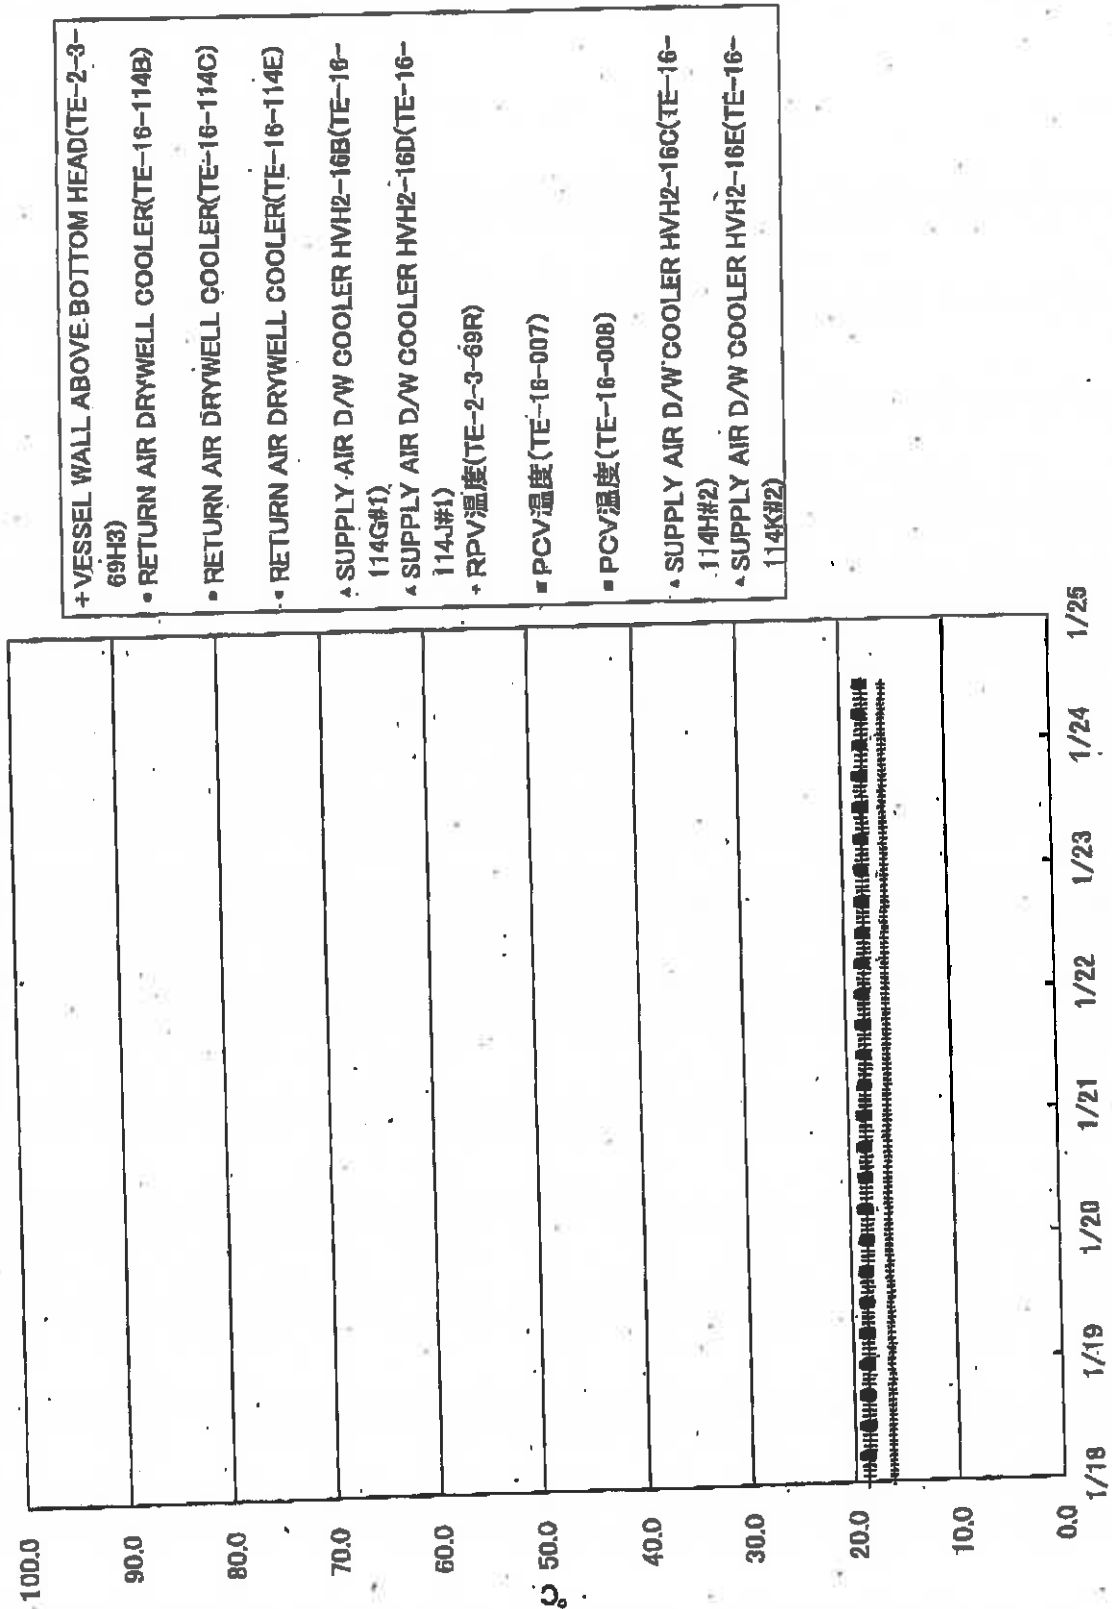 + VESSEL WALL ABOVE BOTTOM HEAD(TE-2-3-
69H3)
• RETURN AIR DRYWELL COOLER(TE-16-114B)
• RETURN AIR DRYWELL COOLER(TE-16-114C)
• RETURN AIR DRYWELL COOLER(TE-16-114E)
▲ SUPPLY AIR D/W COOLER HVH2-16B(TE-16-
114G#1)
▲ SUPPLY AIR D/W COOLER HVH2-16D(TE-16-
114J#1)
+ RPV温度(TE-2-3-69R)
■ PCV温度(TE-16-007)
■ PCV温度(TE-16-008)
▲ SUPPLY AIR D/W COOLER HVH2-16C(TE-16-
114H#2)
▲ SUPPLY AIR D/W COOLER HVH2-16E(TE-16-
114K#2)
100.0
90.0
80.0
70.0
60.0
50.0
40.0
30.0
20.0
10.0
0.0
℃
1/18
1/19
1/20
1/21
1/22
1/23
1/24
1/25